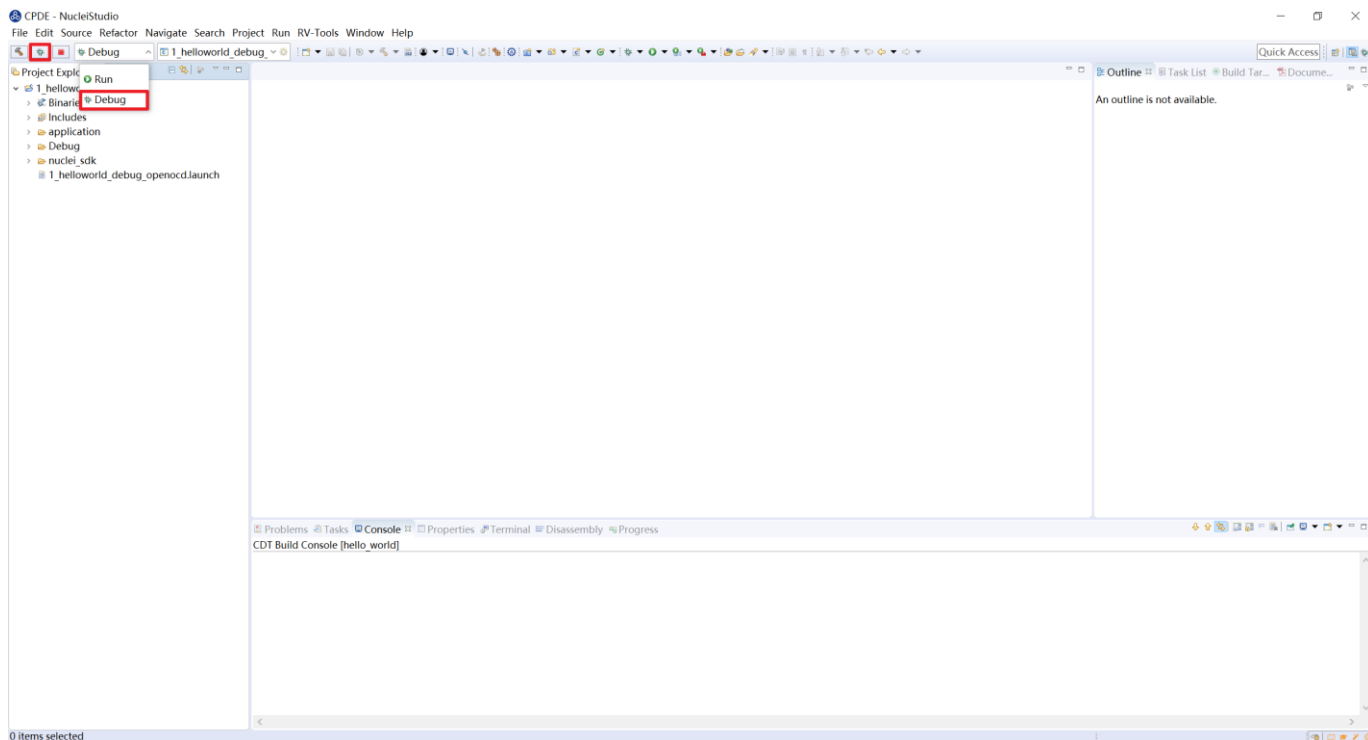 CPDE - NucleiStudio
File Edit Source Refactor Navigate Search Project Run RV-Tools Window Help
Debug 1_helloworld_debug_ Quick Access
Project Explo
Run
Debug
1_hellowo
Binarie
Includes
application
Debug
nuclei_sdk
1_helloworld_debug_openocd.launch
Outline Task List Build Tar... Docume...
An outline is not available.
Problems Tasks Console Properties Terminal Disassembly Progress
CDT Build Console [hello_world]
0 items selected